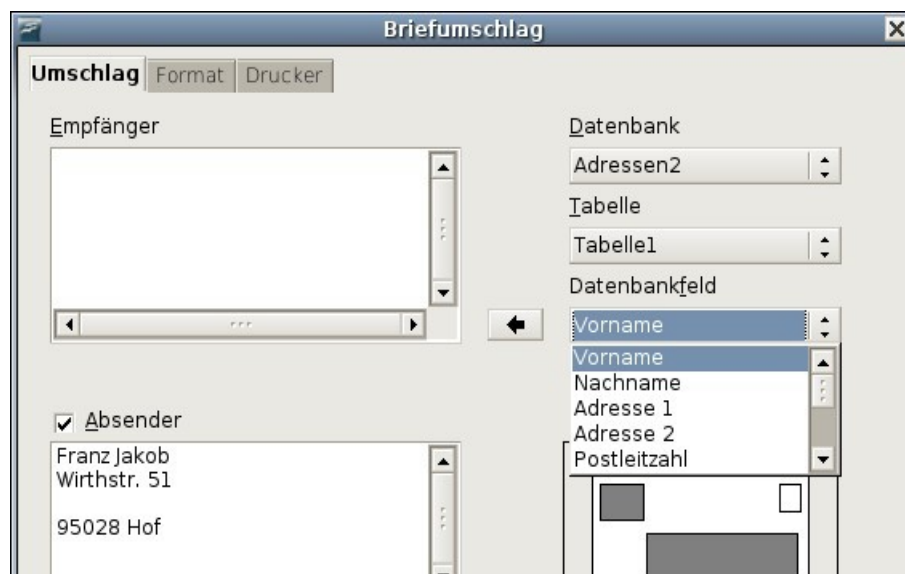 Briefumschlag
Umschlag Format Drucker
Empfänger
Datenbank
Adressen2
Tabelle
Tabelle1
Datenbankfeld
Vorname
Vorname
Nachname
Adresse 1
Adresse 2
Postleitzahl
Absender
Franz Jakob
Wirthstr. 51
95028 Hof